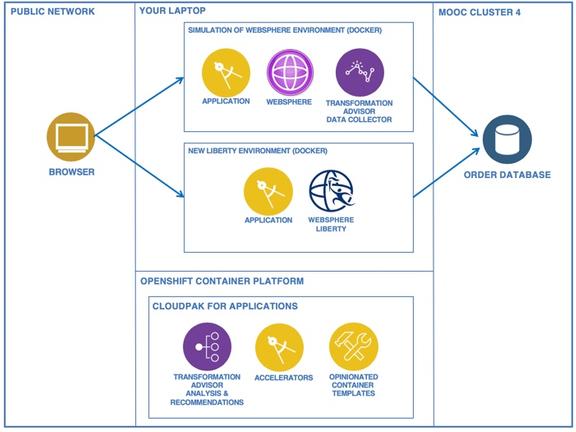 PUBLIC NETWORK
YOUR LAPTOP
MOOC CLUSTER 4
SIMULATION OF WEBSPHERE ENVIRONMENT (DOCKER)
APPLICATION
WEBSPHERE
TRANSFORMATION
ADVISOR
DATA COLLECTOR
BROWSER
ORDER DATABASE
NEW LIBERTY ENVIRONMENT (DOCKER)
APPLICATION
WEBSPHERE
LIBERTY
OPENSHIFT CONTAINER PLATFORM
CLOUDPAK FOR APPLICATIONS
TRANSFORMATION
ADVISOR
ANALYSIS &
RECOMMENDATIONS
ACCELERATORS
OPINIONATED
CONTAINER
TEMPLATES